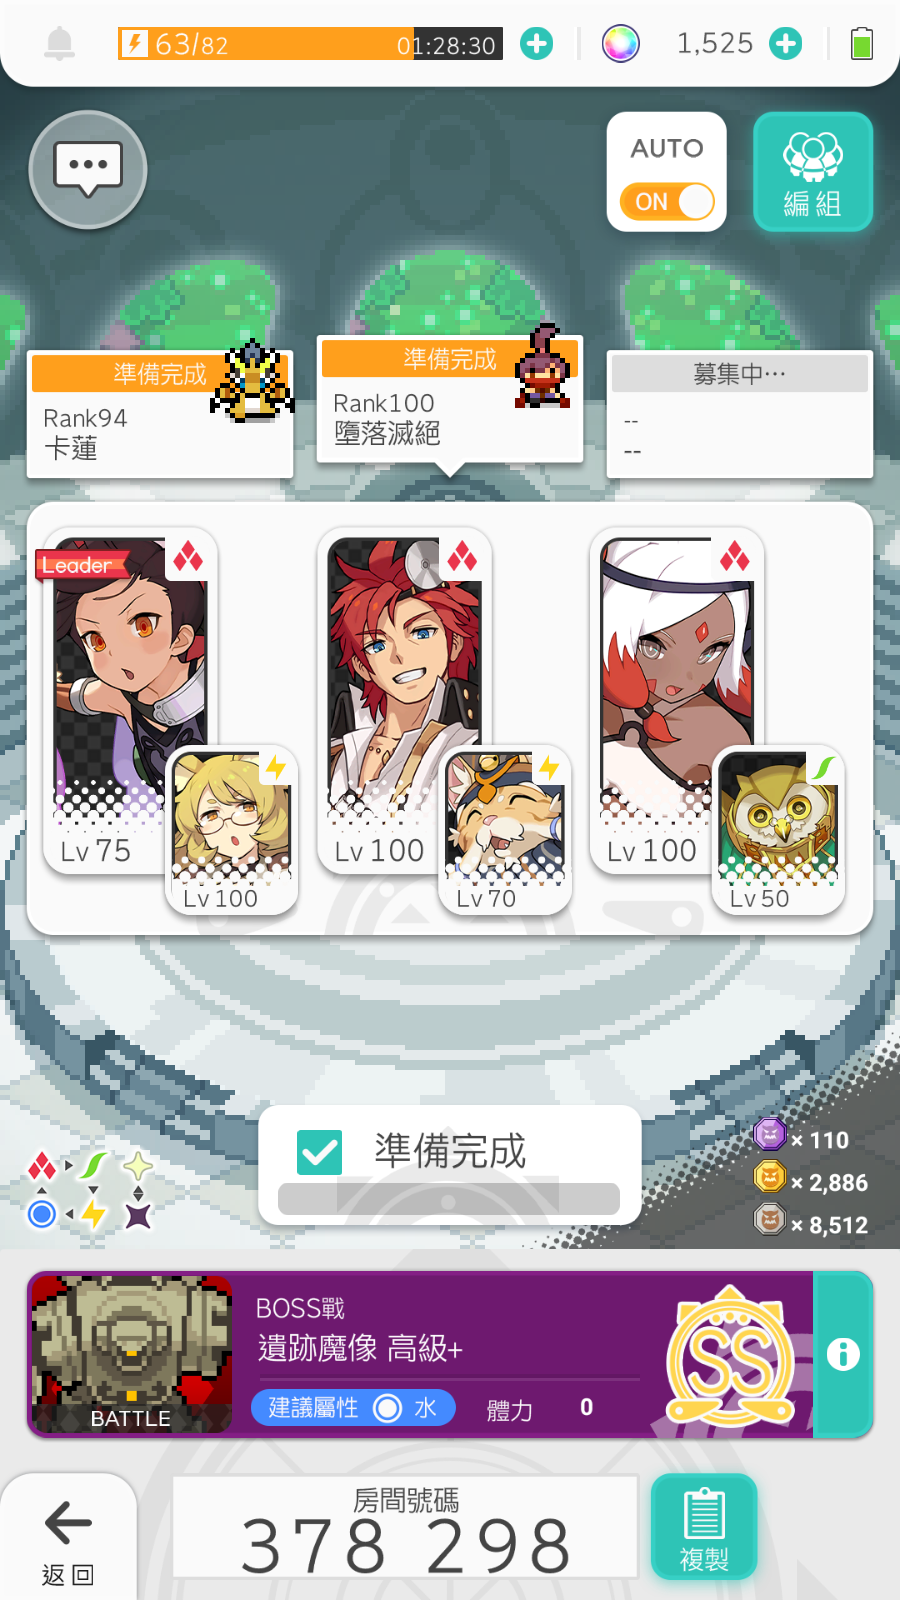 63/82
01:28:30
1,525
AUTO
ON
編組
準備完成
Rank94
卡蓮
準備完成
Rank100
墮落滅絕
募集中…
--
--
Leader
Lv 75
Lv 100
Lv 100
Lv 70
Lv 100
Lv 50
準備完成
× 110
× 2,886
× 8,512
BATTLE
BOSS戰
遺跡魔像 高級+
建議屬性 水 體力 0
SS
返回
房間號碼
378 298
複製